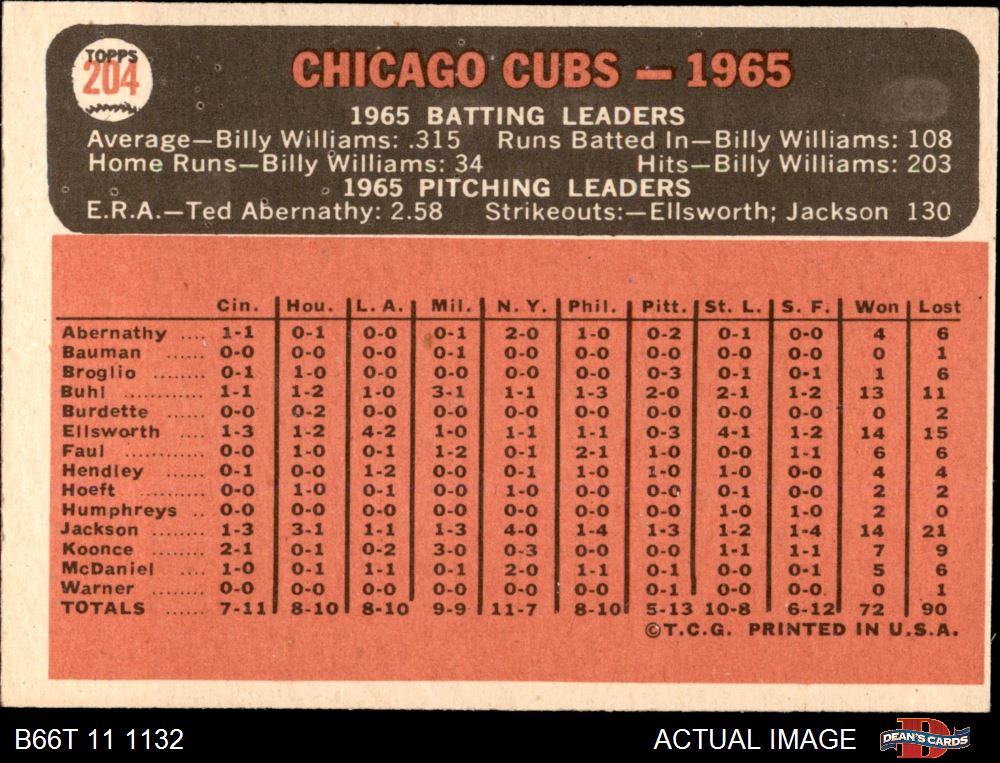 TOPPS
204
CHICAGO CUBS — 1965
1965 BATTING LEADERS
Average—Billy Williams: .315 Runs Batted In—Billy Williams: 108
Home Runs—Billy Williams: 34 Hits—Billy Williams: 203
1965 PITCHING LEADERS
E.R.A.—Ted Abernathy: 2.58 Strikeouts:—Ellsworth; Jackson 130
Cin. Hou. L. A. Mil. N. Y. Phil. Pitt. St. L. S. F. Won Lost
Abernathy .... 1-1 0-1 0-0 0-1 2-0 1-0 0-2 0-1 0-0 4 6
Bauman ...... 0-0 0-0 0-0 0-1 0-0 0-0 0-0 0-0 0-0 0 1
Broglio ........ 0-1 1-0 0-0 0-0 0-0 0-0 0-3 0-1 0-1 1 6
Buhl ............ 1-1 1-2 1-0 3-1 1-1 1-3 2-0 2-1 1-2 13 11
Burdette ...... 0-0 0-2 0-0 0-0 0-0 0-0 0-0 0-0 0-0 0 2
Ellsworth .... 1-3 1-2 4-2 1-0 1-1 1-1 0-3 4-1 1-2 14 15
Faul ............ 0-0 1-0 0-1 1-2 0-1 2-1 1-0 0-0 1-1 6 6
Hendley ...... 0-1 1-0 1-2 0-0 0-1 1-0 1-0 0-0 0-0 4 4
Hoeft .......... 0-0 1-0 0-1 0-0 1-0 0-0 0-0 0-1 0-0 2 2
Humphreys .. 0-0 0-0 0-0 0-0 0-0 0-0 0-0 1-0 1-0 2 0
Jackson ........ 1-3 3-1 1-1 1-3 4-0 1-4 1-3 1-2 1-4 14 21
Koonce ........ 2-1 0-1 0-2 3-0 0-3 0-0 0-0 1-1 1-1 7 9
McDaniel .... 1-0 0-1 1-1 0-1 2-0 1-1 0-1 0-0 0-1 5 6
Warner ........ 0-0 0-0 0-0 0-0 0-0 0-0 0-1 0-0 0-0 0 1
TOTALS ...... 7-11 8-10 8-10 9-9 11-7 8-10 5-13 10-8 6-12 72 90
©T.C.G. PRINTED IN U.S.A.
B66T 11 1132 ACTUAL IMAGE DEAN'S CARDS